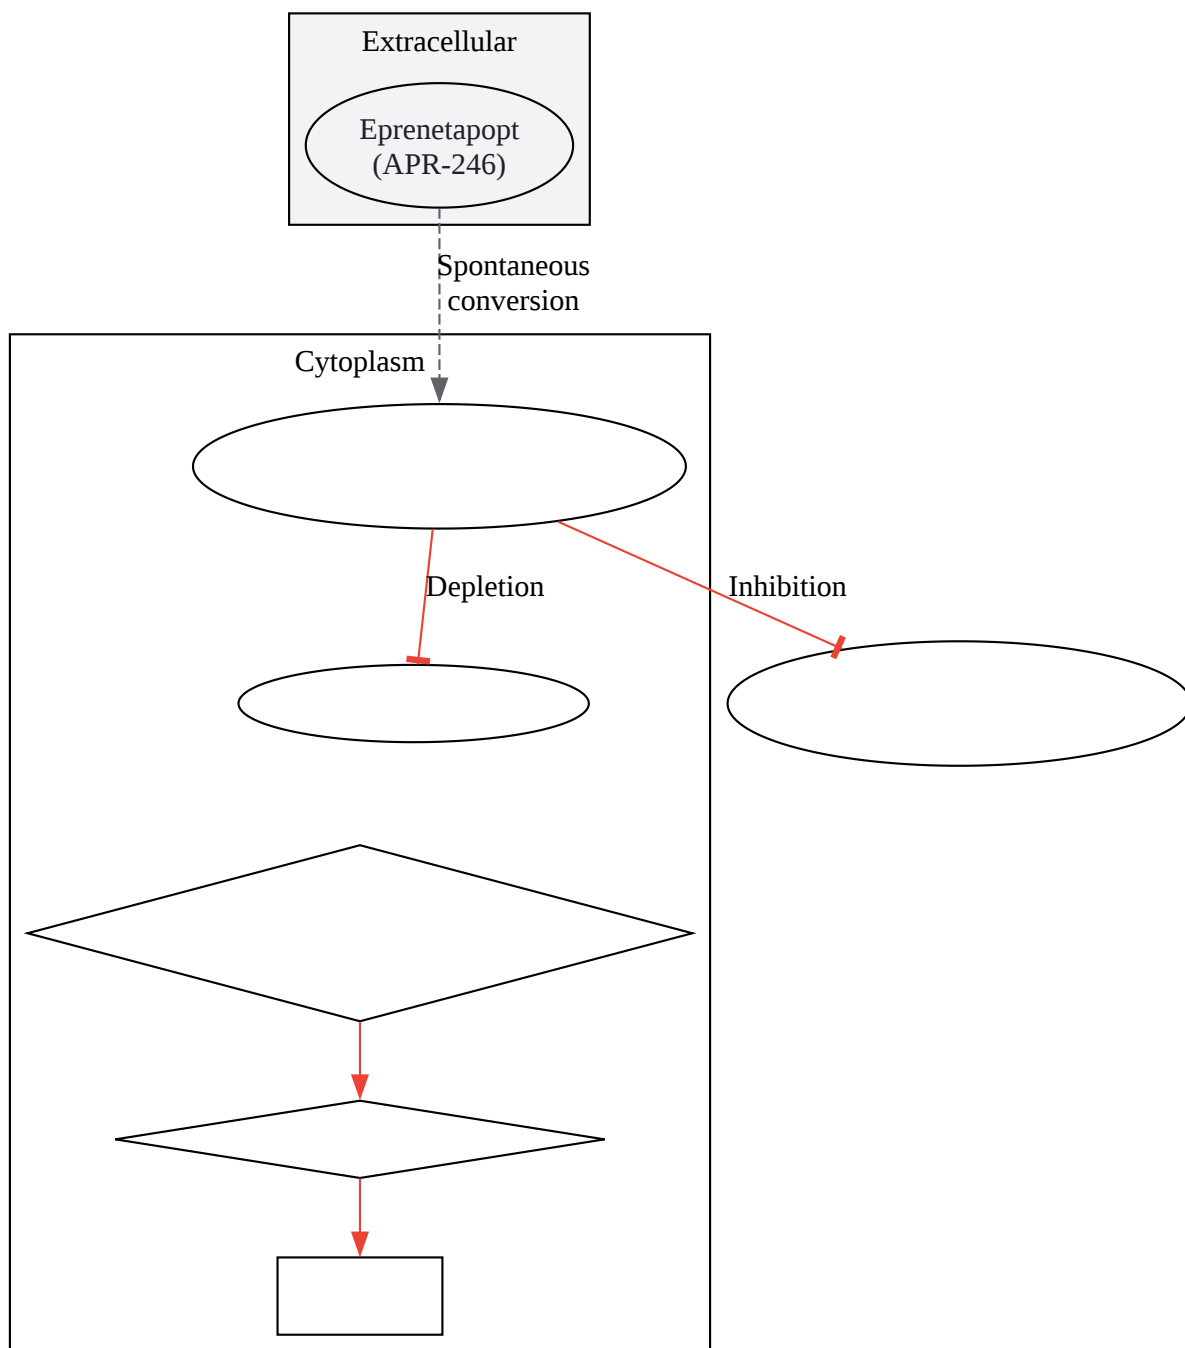 Extracellular
Eprenetapopt
(APR-246)
Spontaneous
conversion
Cytoplasm
Depletion
Inhibition